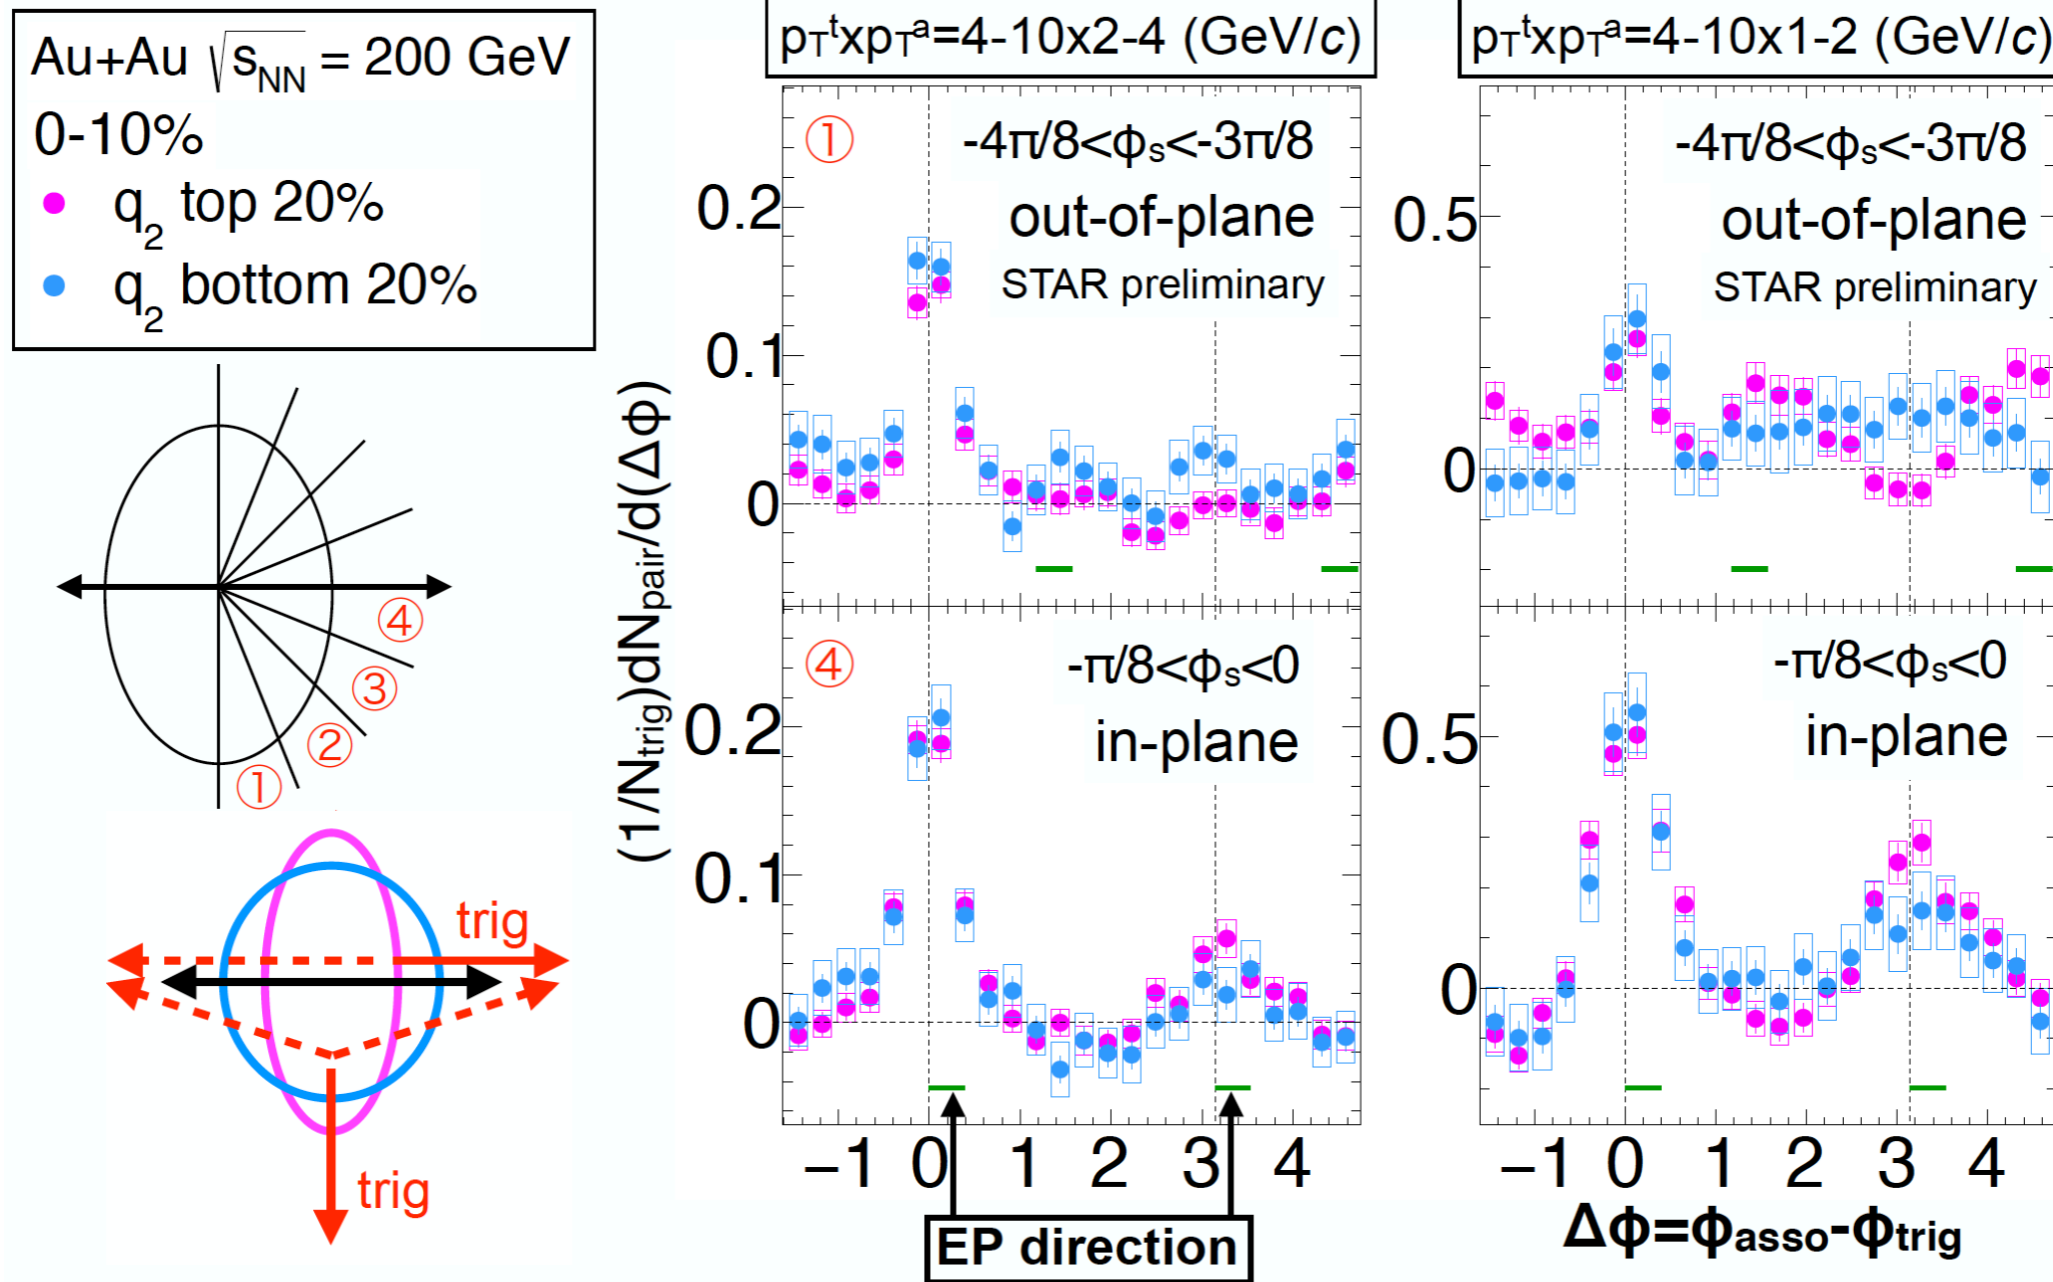 Au+Au √sNN = 200 GeV
0-10%
q2 top 20%
q2 bottom 20%
④
③
②
①
trig
trig
pTtxpTa=4-10x2-4 (GeV/c)
pTtxpTa=4-10x1-2 (GeV/c)
(1/Ntrig)dNpair/d(Δϕ)
①
-4π/8<ϕs<-3π/8
out-of-plane
STAR preliminary
0.2
0.1
0
-4π/8<ϕs<-3π/8
out-of-plane
STAR preliminary
0.5
0
④
-π/8<ϕs<0
in-plane
0.2
0.1
0
-π/8<ϕs<0
in-plane
0.5
0
−1 0 1 2 3 4
−1 0 1 2 3 4
EP direction
Δϕ=ϕasso-ϕtrig